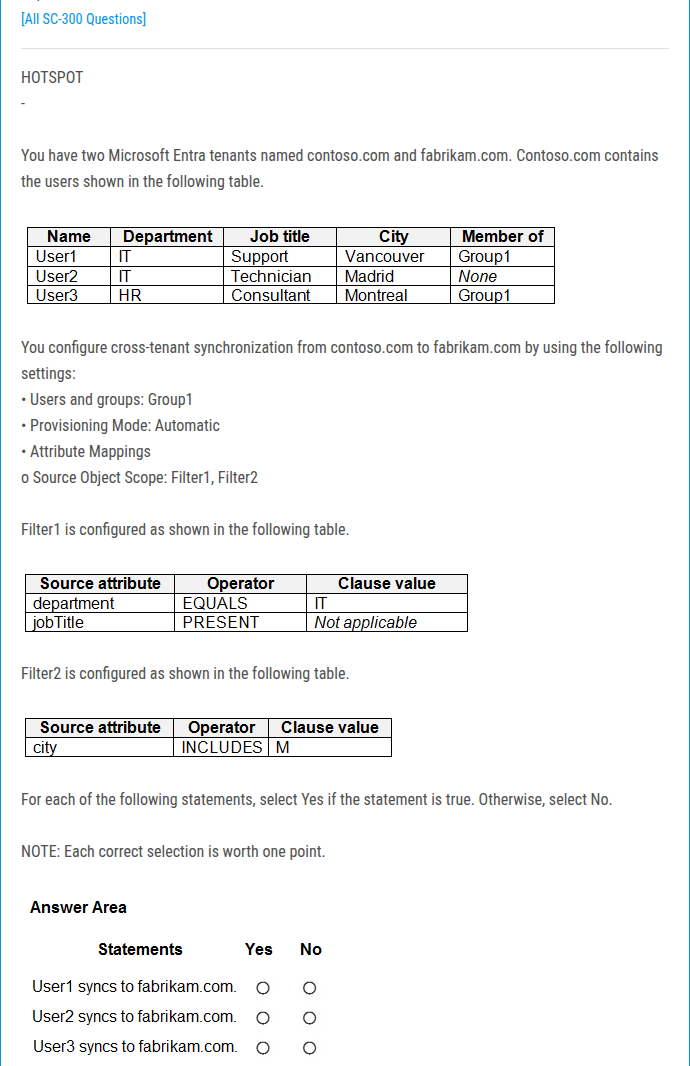 [All SC-300 Questions]
HOTSPOT
-
You have two Microsoft Entra tenants named contoso.com and fabrikam.com. Contoso.com contains
the users shown in the following table.
Name Department Job title City Member of
User1 IT Support Vancouver Group1
User2 IT Technician Madrid None
User3 HR Consultant Montreal Group1
You configure cross-tenant synchronization from contoso.com to fabrikam.com by using the following
settings:
• Users and groups: Group1
• Provisioning Mode: Automatic
• Attribute Mappings
o Source Object Scope: Filter1, Filter2
Filter1 is configured as shown in the following table.
Source attribute Operator Clause value
department EQUALS IT
jobTitle PRESENT Not applicable
Filter2 is configured as shown in the following table.
Source attribute Operator Clause value
city INCLUDES M
For each of the following statements, select Yes if the statement is true. Otherwise, select No.
NOTE: Each correct selection is worth one point.
Answer Area
Statements Yes No
User1 syncs to fabrikam.com.
User2 syncs to fabrikam.com.
User3 syncs to fabrikam.com.